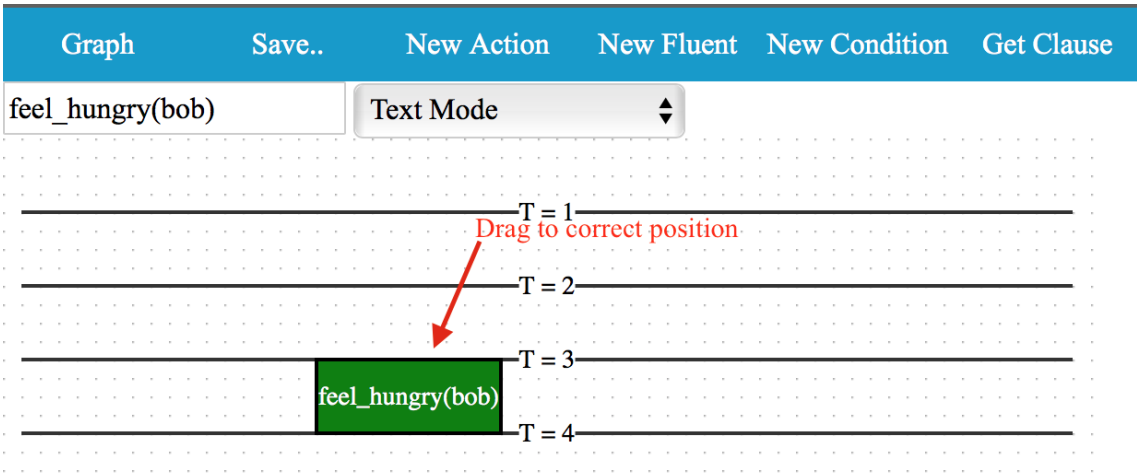 Graph Save.. New Action New Fluent New Condition Get Clause
feel_hungry(bob) Text Mode
T = 1
Drag to correct position
T = 2
T = 3
feel_hungry(bob)
T = 4